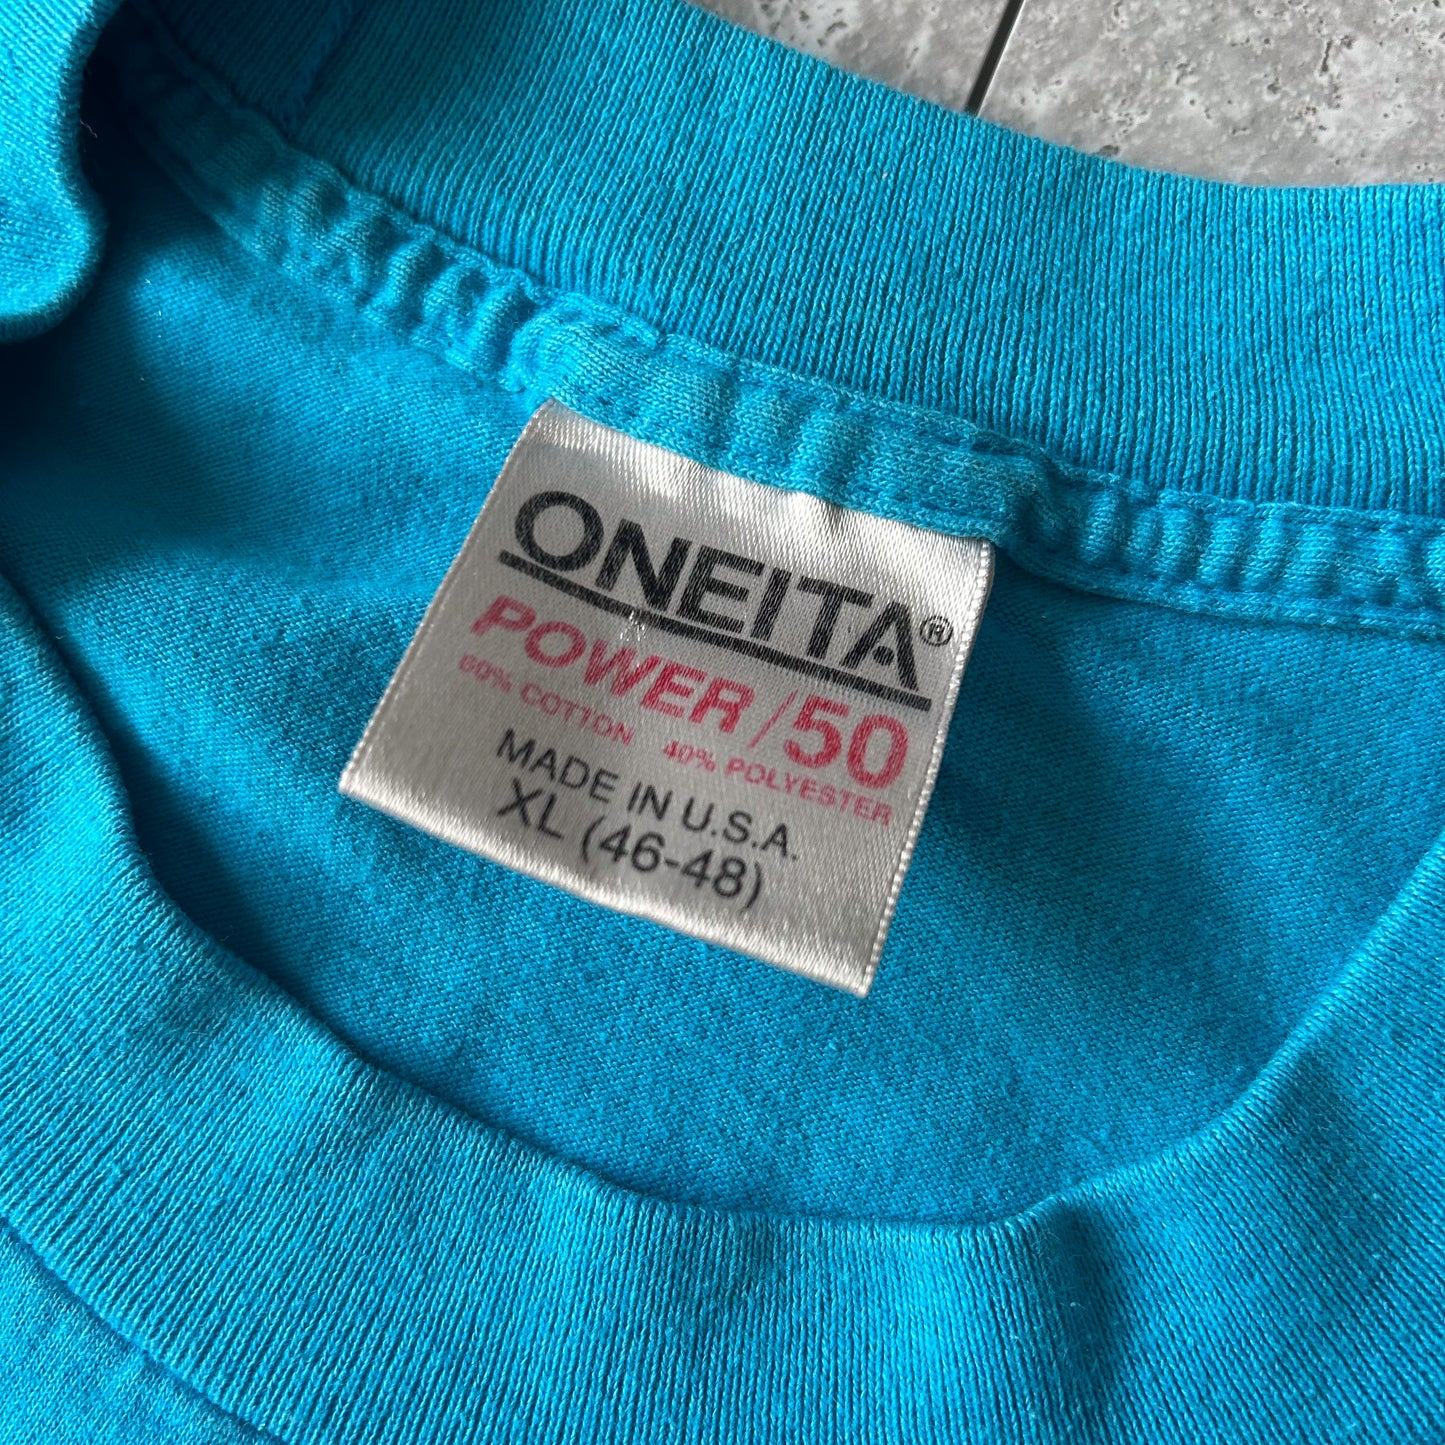 ONEITA®
POWER/50
60% COTTON 40% POLYESTER
MADE IN U.S.A.
XL (46-48)